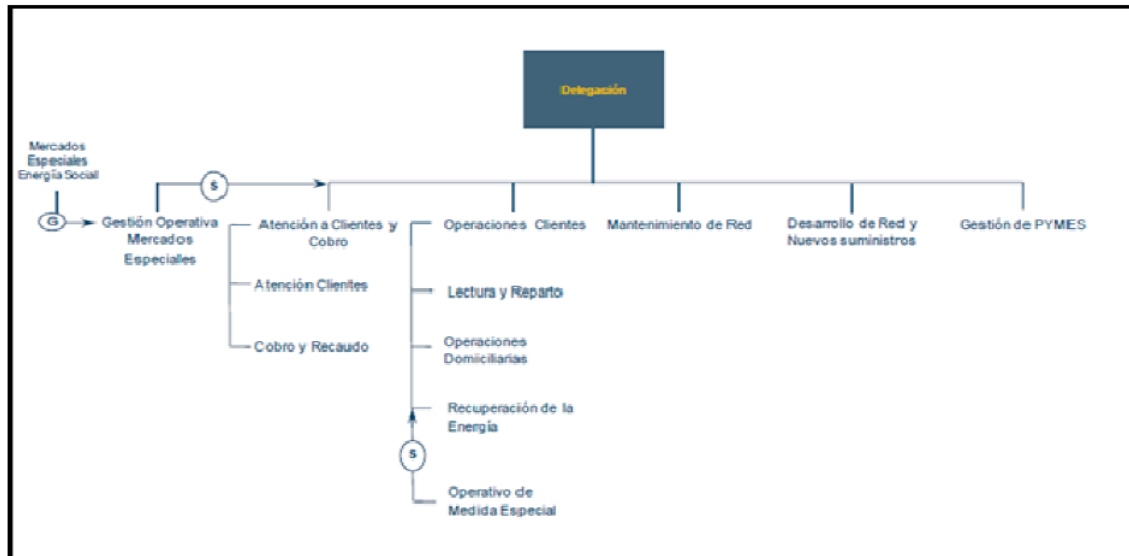 Delegación
Mercados
Especiales
Energía Social
S
G
Gestión Operativa
Mercados
Especiales
Atención a Clientes y
Cobro
Operaciones Clientes
Mantenimiento de Red
Desarrollo de Red y
Nuevos suministros
Gestión de PYMES
Atención Clientes
Lectura y Reparto
Cobro y Recaudo
Operaciones
Domiciliarias
Recuperación de la
Energía
S
Operativo de
Medida Especial